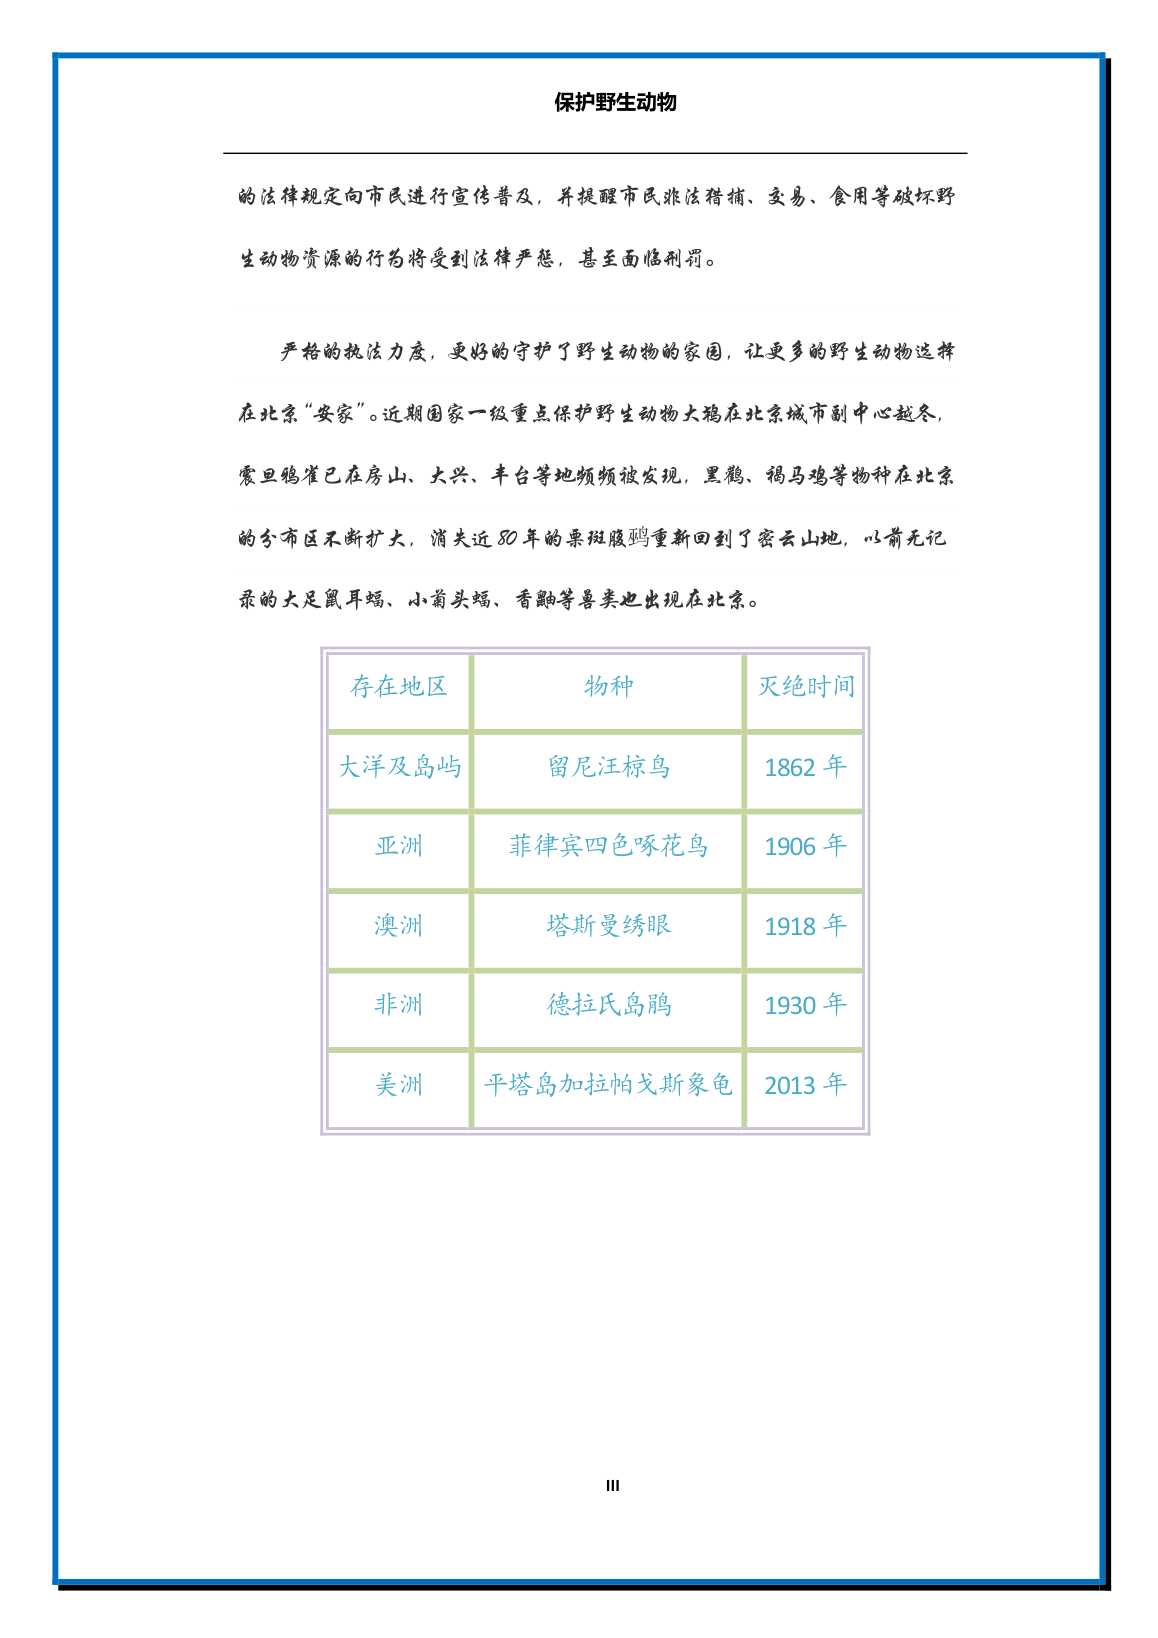 保护野生动物
的法律规定向市民进行宣传普及，并提醒市民非法猎捕、交易、食用等破坏野
生动物资源的行为将受到法律严惩，甚至面临刑罚。
严格的执法力度，更好的守护了野生动物的家园，让更多的野生动物选择
在北京“安家”。近期国家一级重点保护野生动物大鸨在北京城市副中心越冬，
震旦鸦雀已在房山、大兴、丰台等地频频被发现，黑鹳、褐马鸡等物种在北京
的分布区不断扩大，消失近 80 年的栗斑腹鹀重新回到了密云山地，以前无记
录的大足鼠耳蝠、小菊头蝠、香鼬等兽类也出现在北京。
存在地区 物种 灭绝时间
大洋及岛屿 留尼汪椋鸟 1862 年
亚洲 菲律宾四色啄花鸟 1906 年
澳洲 塔斯曼绣眼 1918 年
非洲 德拉氏岛鹃 1930 年
美洲 平塔岛加拉帕戈斯象龟 2013 年
III